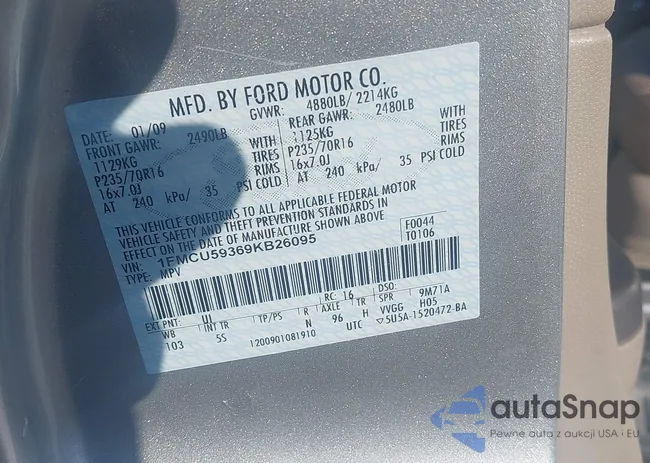 MFD. BY FORD MOTOR CO.
DATE: 01/09 GVWR: 4880LB/ 2214KG
FRONT GAWR: 2490LB REAR GAWR: 2480LB
1129KG WITH 1125KG WITH
P235/70R16 TIRES P235/70R16 TIRES
16x7.0J RIMS 16x7.0J RIMS
AT 240 kPa/ 35 PSI COLD AT 240 kPa/ 35 PSI COLD
THIS VEHICLE CONFORMS TO ALL APPLICABLE FEDERAL MOTOR
VEHICLE SAFETY AND THEFT PREVENTION STANDARDS IN
EFFECT ON THE DATE OF MANUFACTURE SHOWN ABOVE.
VIN: 1FMCU59369KB26095 F0044
TYPE: MPV T0106
EXT PNT: UL RC: 16 DSO:
WB INT TR TP/PS R AXLE TR SPR 9M71A
103 5S N 96 H VVGG H05
1200901081910 UTC ▽5U5A-1520472-BA
autaSnap
Pewne auta z aukcji USA i EU